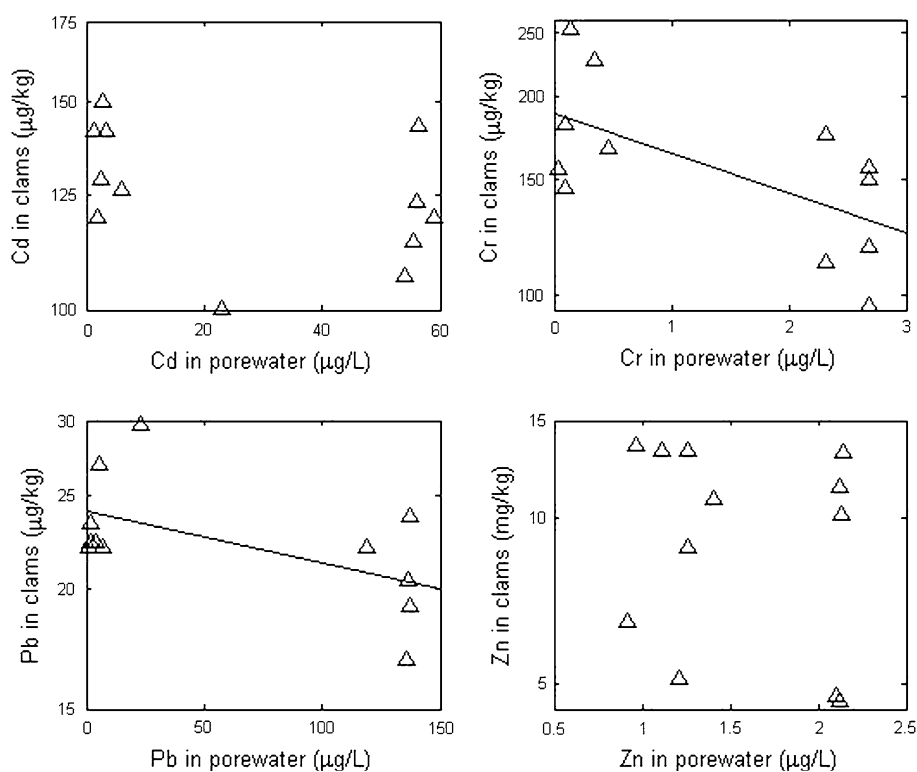 Cd in clams (µg/kg)
175
150
125
100
0 20 40 60
Cd in porewater (µg/L)
Cr in clams (µg/kg)
250
200
150
100
0 1 2 3
Cr in porewater (µg/L)
Pb in clams (µg/kg)
30
25
20
15
0 50 100 150
Pb in porewater (µg/L)
Zn in clams (mg/kg)
15
10
5
0.5 1 1.5 2 2.5
Zn in porewater (µg/L)